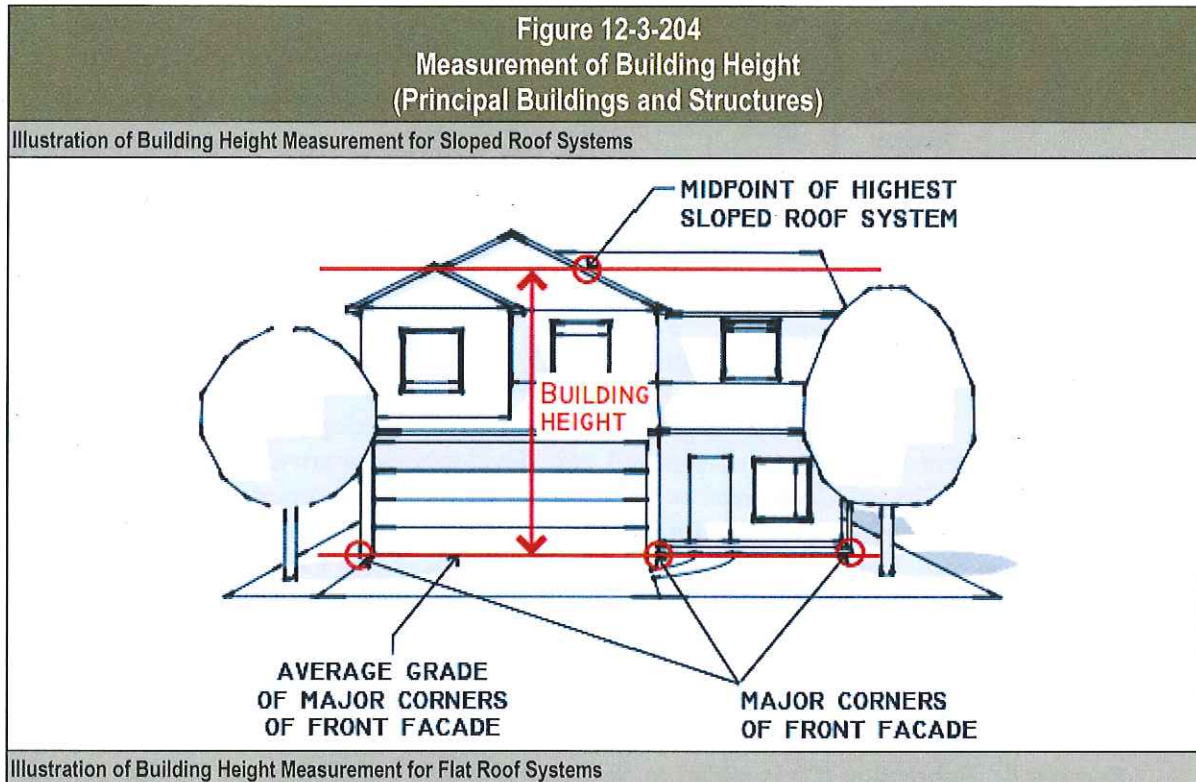 Figure 12-3-204
Measurement of Building Height
(Principal Buildings and Structures)
Illustration of Building Height Measurement for Sloped Roof Systems
MIDPOINT OF HIGHEST
SLOPED ROOF SYSTEM
BUILDING
HEIGHT
AVERAGE GRADE
OF MAJOR CORNERS
OF FRONT FACADE
MAJOR CORNERS
OF FRONT FACADE
Illustration of Building Height Measurement for Flat Roof Systems